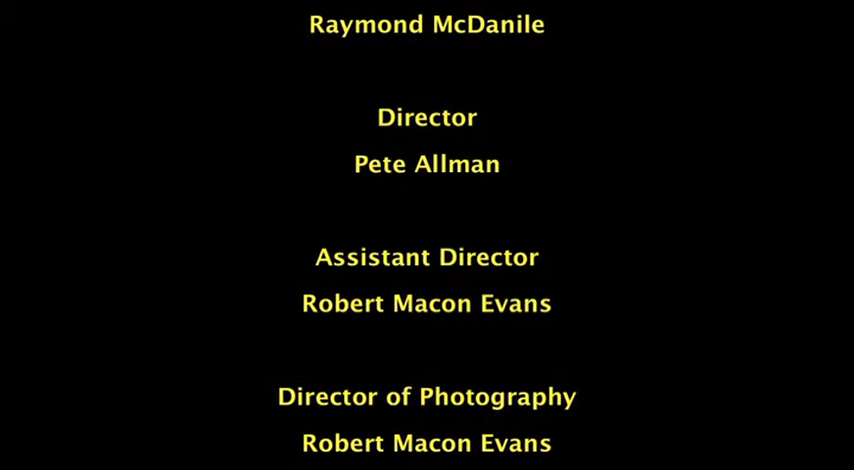 Raymond McDanile
Director
Pete Allman
Assistant Director
Robert Macon Evans
Director of Photography
Robert Macon Evans